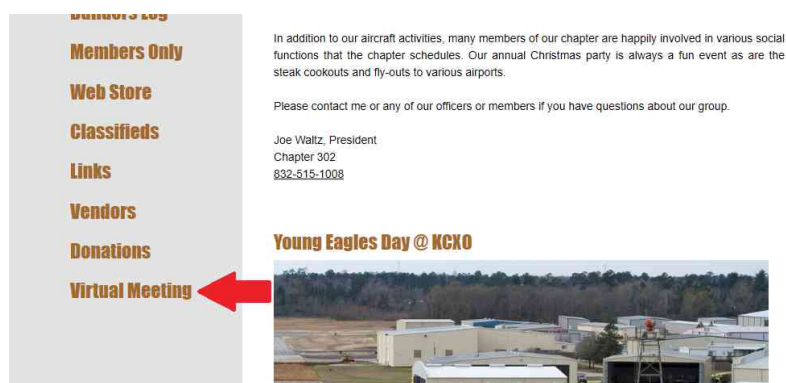 Builders Log
Members Only
Web Store
Classifieds
Links
Vendors
Donations
Virtual Meeting
In addition to our aircraft activities, many members of our chapter are happily involved in various social
functions that the chapter schedules. Our annual Christmas party is always a fun event as are the
steak cookouts and fly-outs to various airports.
Please contact me or any of our officers or members if you have questions about our group.
Joe Waltz, President
Chapter 302
832-515-1008
Young Eagles Day @ KCXO